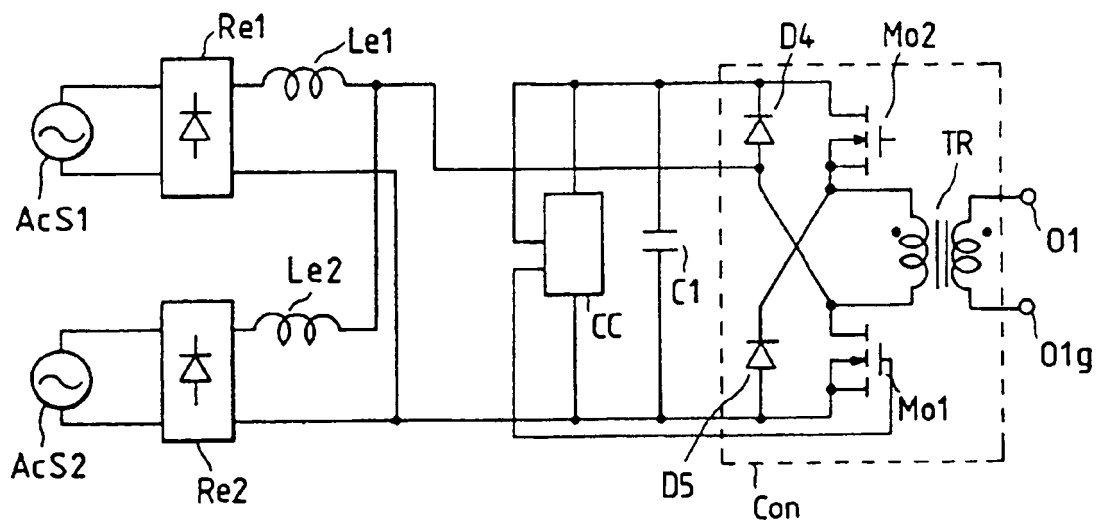 Re1
Le1
D4
Mo2
TR
AcS1
O1
Le2
C1
CC
O1g
Mo1
AcS2
Re2
D5
Con